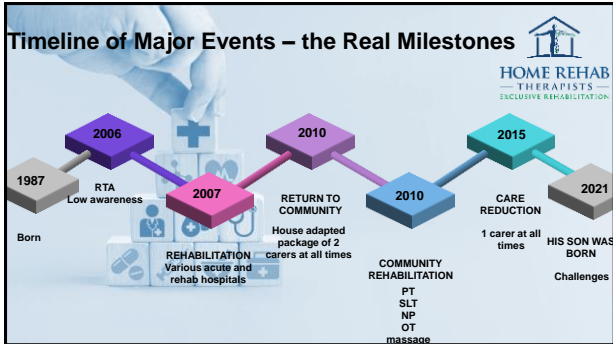 Timeline of Major Events – the Real Milestones
HOME REHAB
THERAPISTS
EXCLUSIVE REHABILITATION
1987
Born
2006
RTA
Low awareness
2007
REHABILITATION
Various acute and
rehab hospitals
2010
RETURN TO
COMMUNITY
House adapted
package of 2
carers at all times
2010
COMMUNITY
REHABILITATION
PT
SLT
NP
OT
massage
2015
CARE
REDUCTION
1 carer at all
times
2021
HIS SON WAS
BORN
Challenges